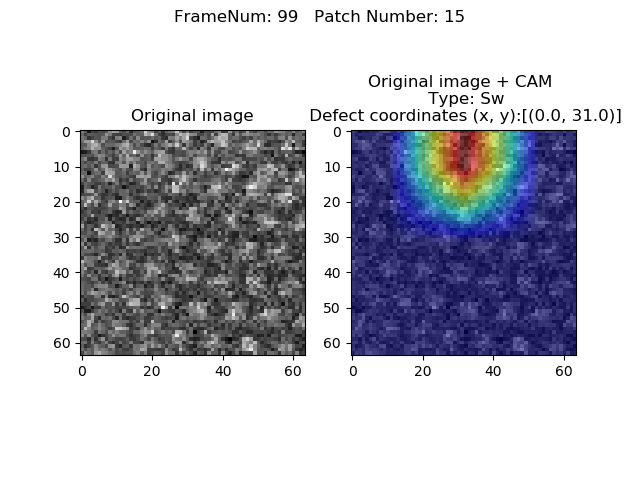 FrameNum: 99   Patch Number: 15
Original image
0
10
20
30
40
50
60
0 20 40 60
Original image + CAM
Type: Sw
Defect coordinates (x, y):[(0.0, 31.0)]
0
10
20
30
40
50
60
0 20 40 60